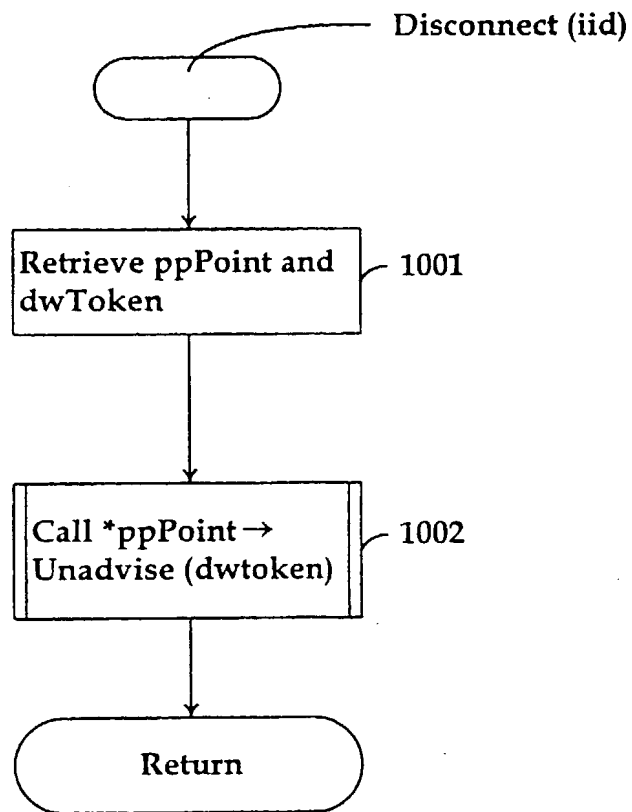 Disconnect (iid)
Retrieve ppPoint and
dwToken
1001
Call *ppPoint →
Unadvise (dwtoken)
1002
Return